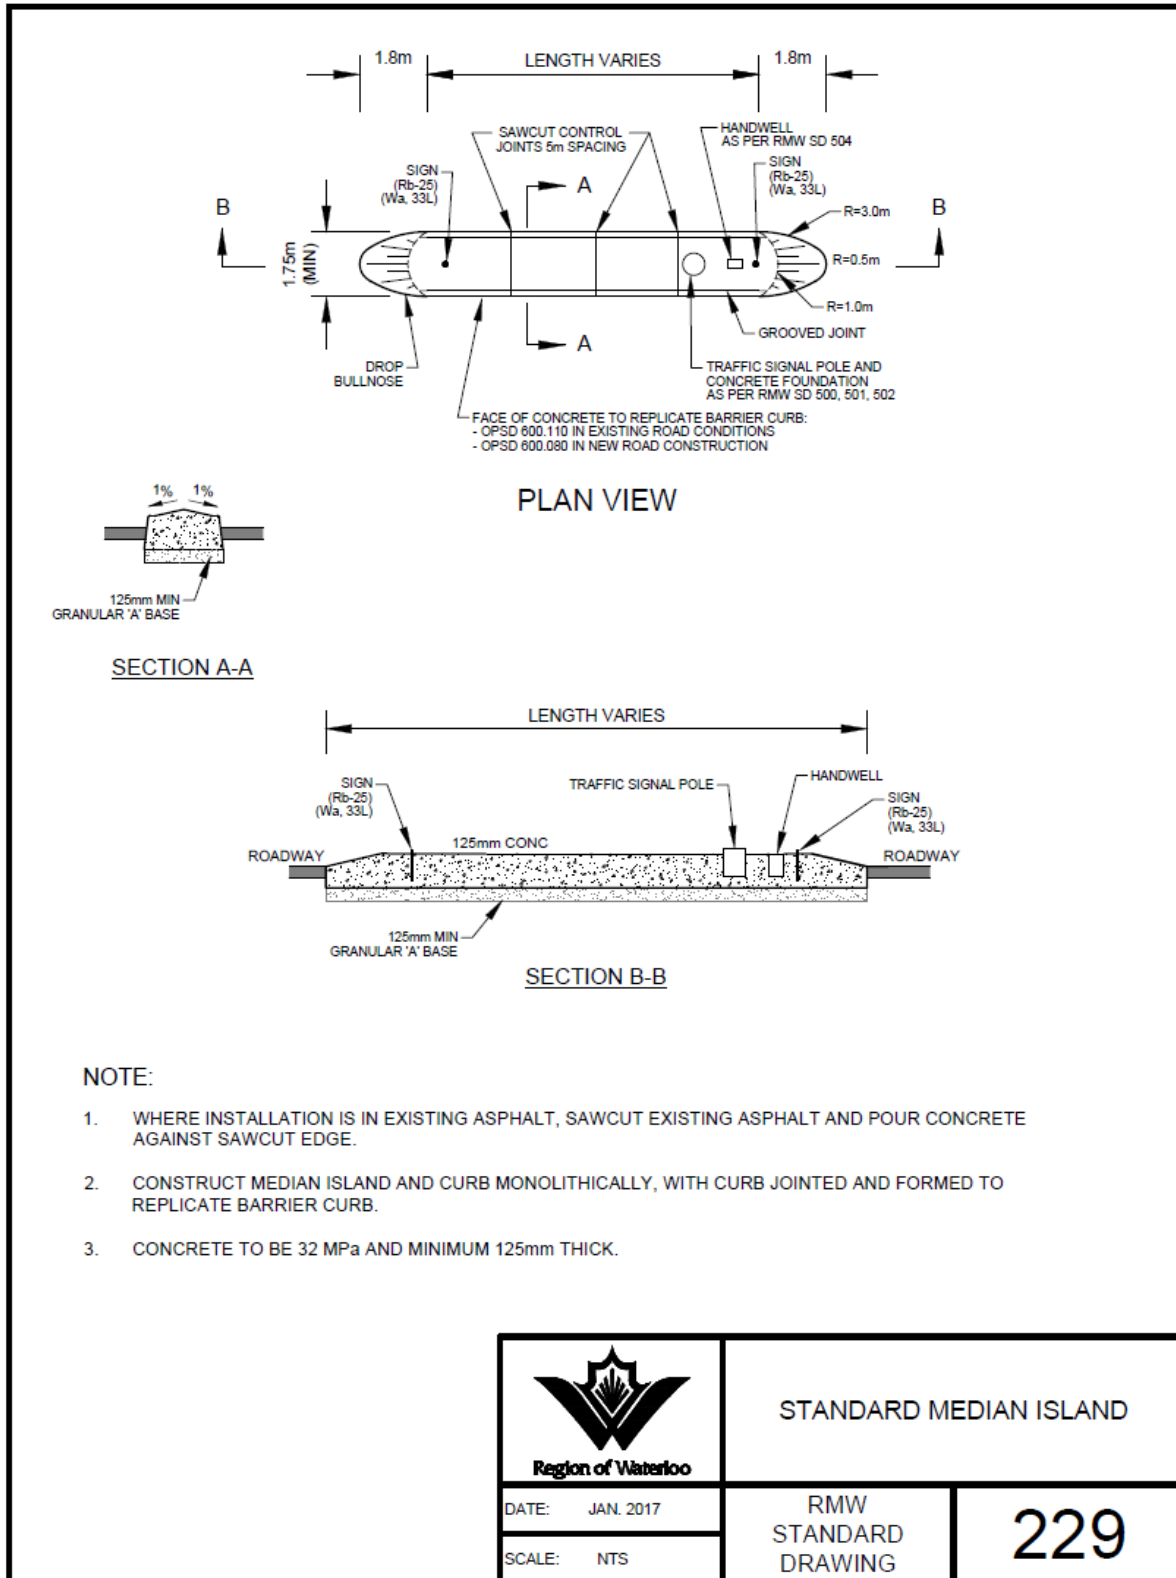 1.8m
LENGTH VARIES
1.8m
SAWCUT CONTROL
JOINTS 5m SPACING
HANDWELL
AS PER RMW SD 504
SIGN
(Rb-25)
(Wa, 33L)
SIGN
(Rb-25)
(Wa, 33L)
A
B
B
R=3.0m
1.75m
(MIN)
R=0.5m
R=1.0m
GROOVED JOINT
A
DROP
BULLNOSE
TRAFFIC SIGNAL POLE AND
CONCRETE FOUNDATION
AS PER RMW SD 500, 501, 502
FACE OF CONCRETE TO REPLICATE BARRIER CURB:
- OPSD 600.110 IN EXISTING ROAD CONDITIONS
- OPSD 600.080 IN NEW ROAD CONSTRUCTION
PLAN VIEW
1% 1%
125mm MIN
GRANULAR 'A' BASE
SECTION A-A
LENGTH VARIES
SIGN
(Rb-25)
(Wa, 33L)
TRAFFIC SIGNAL POLE
HANDWELL
SIGN
(Rb-25)
(Wa, 33L)
ROADWAY
125mm CONC
ROADWAY
125mm MIN
GRANULAR 'A' BASE
SECTION B-B
NOTE:
1. WHERE INSTALLATION IS IN EXISTING ASPHALT, SAWCUT EXISTING ASPHALT AND POUR CONCRETE
AGAINST SAWCUT EDGE.
2. CONSTRUCT MEDIAN ISLAND AND CURB MONOLITHICALLY, WITH CURB JOINTED AND FORMED TO
REPLICATE BARRIER CURB.
3. CONCRETE TO BE 32 MPa AND MINIMUM 125mm THICK.
Region of Waterloo
STANDARD MEDIAN ISLAND
DATE: JAN. 2017
SCALE: NTS
RMW
STANDARD
DRAWING
229